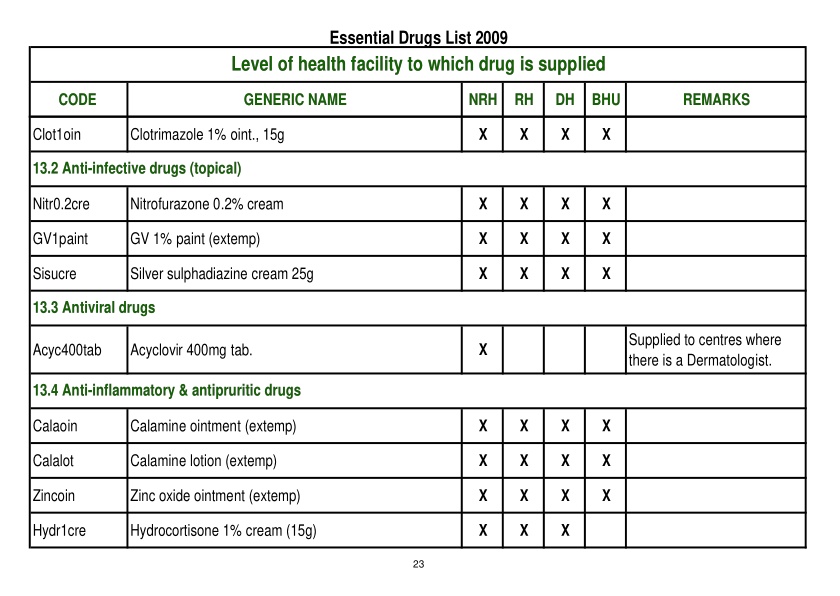 Essential Drugs List 2009
Level of health facility to which drug is supplied
CODE GENERIC NAME NRH RH DH BHU REMARKS
Clot1oin Clotrimazole 1% oint., 15g X X X X
13.2 Anti-infective drugs (topical)
Nitr0.2cre Nitrofurazone 0.2% cream X X X X
GV1paint GV 1% paint (extemp) X X X X
Sisucre Silver sulphadiazine cream 25g X X X X
13.3 Antiviral drugs
Acyc400tab Acyclovir 400mg tab. X Supplied to centres where
there is a Dermatologist.
13.4 Anti-inflammatory & antipruritic drugs
Calaoin Calamine ointment (extemp) X X X X
Calalot Calamine lotion (extemp) X X X X
Zincoin Zinc oxide ointment (extemp) X X X X
Hydr1cre Hydrocortisone 1% cream (15g) X X X
23